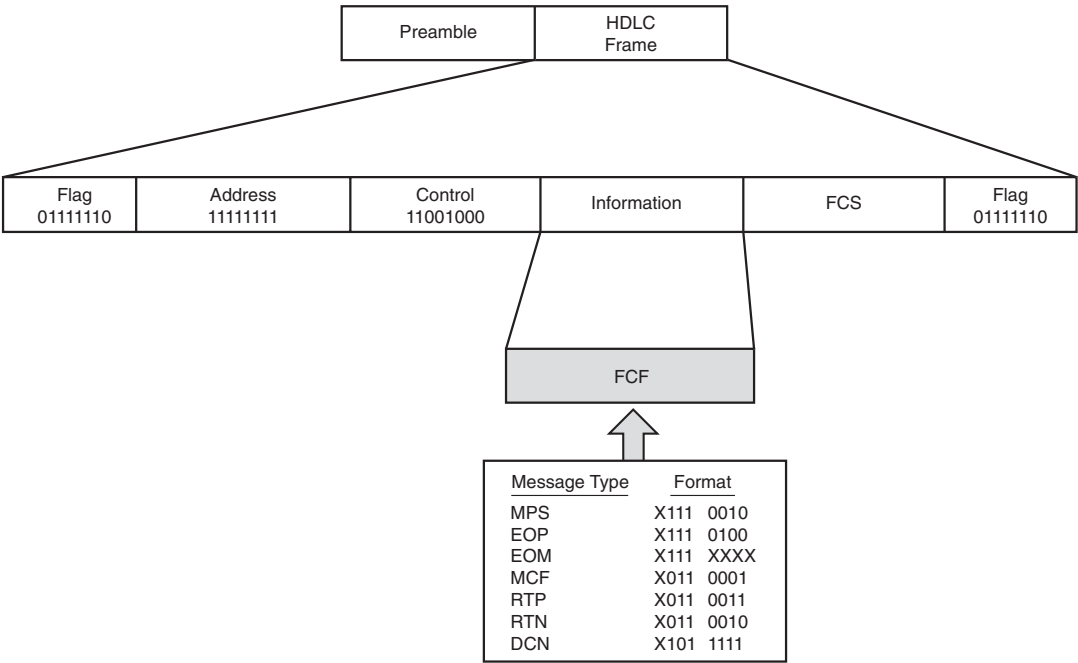 Preamble
HDLC
Frame
Flag
01111110
Address
11111111
Control
11001000
Information
FCS
Flag
01111110
FCF
Message Type Format
MPS X111 0010
EOP X111 0100
EOM X111 XXXX
MCF X011 0001
RTP X011 0011
RTN X011 0010
DCN X101 1111